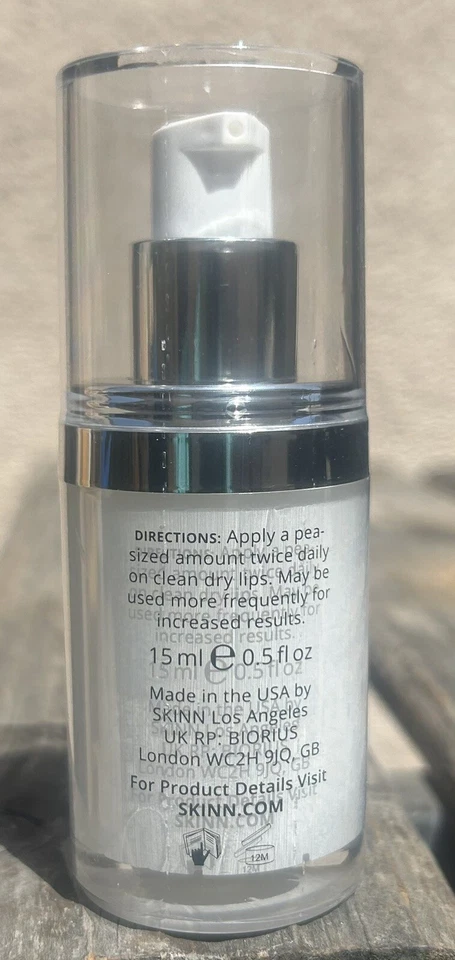 DIRECTIONS: Apply a pea-
sized amount twice daily
on clean dry lips. May be
used more frequently for
increased results.
15 ml e 0.5 fl oz
Made in the USA by
SKINN Los Angeles
UK RP: BIORIUS
London WC2H 9JQ, GB
For Product Details Visit
SKINN.COM
12M